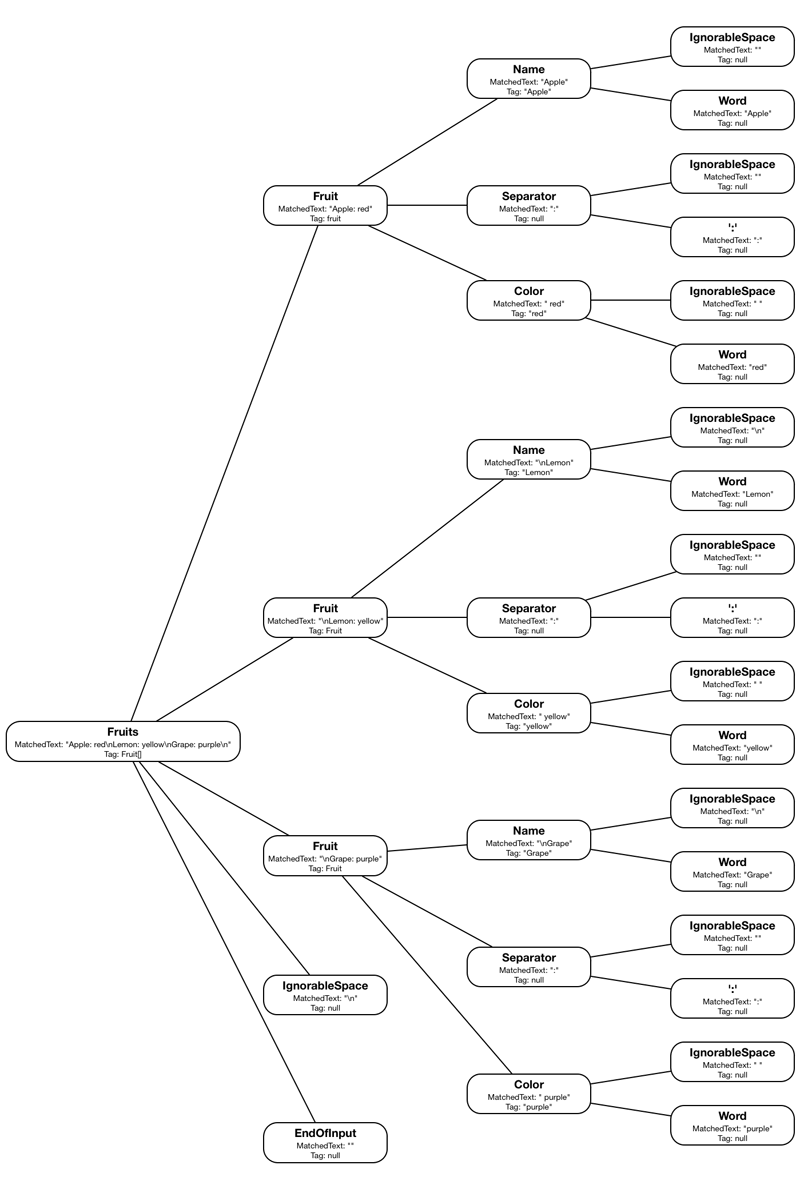 IgnorableSpace
MatchedText: ""
Tag: null
Name
MatchedText: "Apple"
Tag: "Apple"
Word
MatchedText: "Apple"
Tag: null
IgnorableSpace
MatchedText: ""
Tag: null
Fruit
MatchedText: "Apple: red"
Tag: fruit
Separator
MatchedText: ":"
Tag: null
':'
MatchedText: ":"
Tag: null
Color
MatchedText: " red"
Tag: "red"
IgnorableSpace
MatchedText: " "
Tag: null
Word
MatchedText: "red"
Tag: null
IgnorableSpace
MatchedText: "\n"
Tag: null
Name
MatchedText: "\nLemon"
Tag: "Lemon"
Word
MatchedText: "Lemon"
Tag: null
IgnorableSpace
MatchedText: ""
Tag: null
Fruit
MatchedText: "\nLemon: yellow"
Tag: Fruit
Separator
MatchedText: ":"
Tag: null
':'
MatchedText: ":"
Tag: null
IgnorableSpace
MatchedText: " "
Tag: null
Color
MatchedText: " yellow"
Tag: "yellow"
Word
MatchedText: "yellow"
Tag: null
Fruits
MatchedText: "Apple: red\nLemon: yellow\nGrape: purple\n"
Tag: Fruit[]
IgnorableSpace
MatchedText: "\n"
Tag: null
Name
MatchedText: "\nGrape"
Tag: "Grape"
Fruit
MatchedText: "\nGrape: purple"
Tag: Fruit
Word
MatchedText: "Grape"
Tag: null
IgnorableSpace
MatchedText: ""
Tag: null
Separator
MatchedText: ":"
Tag: null
IgnorableSpace
MatchedText: "\n"
Tag: null
':'
MatchedText: ":"
Tag: null
IgnorableSpace
MatchedText: " "
Tag: null
Color
MatchedText: " purple"
Tag: "purple"
Word
MatchedText: "purple"
Tag: null
EndOfInput
MatchedText: ""
Tag: null